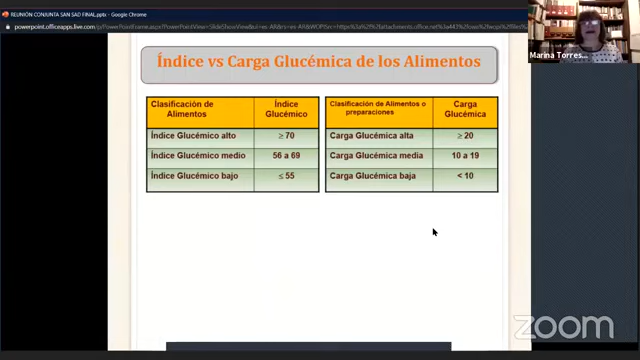 REUNIÓN CONJUNTA SAN SAD FINAL.pptx - Google Chrome
Marina Torres...
Índice vs Carga Glucémica de los Alimentos
Clasificación de Alimentos
Índice Glucémico
Índice Glucémico alto
≥ 70
Índice Glucémico medio
56 a 69
Índice Glucémico bajo
≤ 55
Clasificación de Alimentos o preparaciones
Carga Glucémica
Carga Glucémica alta
≥ 20
Carga Glucémica media
10 a 19
Carga Glucémica baja
< 10
zoom